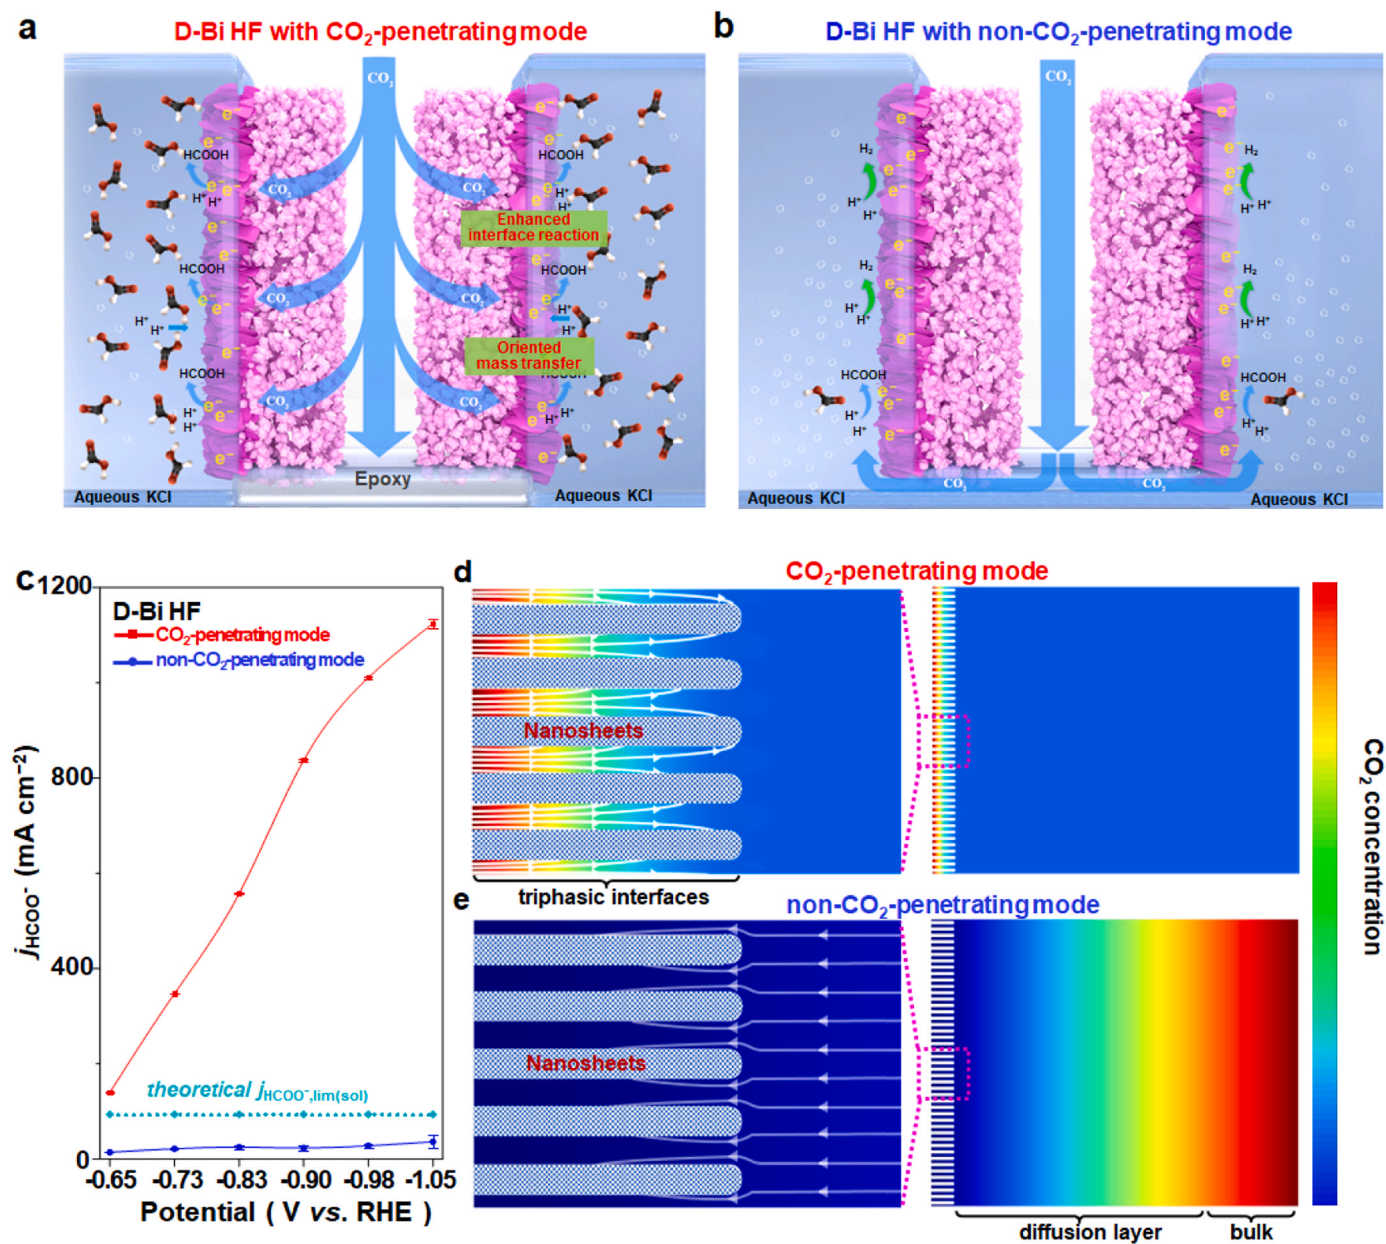 a
D-Bi HF with CO₂-penetrating mode
CO₂
e⁻
e⁻
e⁻
e⁻
HCOOH
HCOOH
e⁻
e⁻
e⁻
CO₂
CO₂
H⁺
H⁺
H⁺
H⁺
Enhanced
interface reaction
e⁻
e⁻
HCOOH
HCOOH
e⁻
e⁻
e⁻
CO₂
CO₂
e⁻
H⁺
H⁺
H⁺
H⁺
Oriented
mass transfer
e⁻
e⁻
HCOOH
HCOOH
e⁻
e⁻
CO₂
CO₂
e⁻
H⁺
H⁺
H⁺
H⁺
e⁻
e⁻
Epoxy
Aqueous KCl
Aqueous KCl
b
D-Bi HF with non-CO₂-penetrating mode
CO₂
e⁻
e⁻
H₂
e⁻
e⁻
H₂
e⁻
e⁻
e⁻
e⁻
H⁺
H⁺
H⁺
H⁺
e⁻
e⁻
H₂
H₂
e⁻
e⁻
e⁻
H⁺
H⁺
H⁺
H⁺
e⁻
e⁻
HCOOH
HCOOH
e⁻
e⁻
e⁻
e⁻
H⁺
H⁺
H⁺
H⁺
e⁻
e⁻
CO₂
CO₂
Aqueous KCl
Aqueous KCl
c
1200
800
400
0
D-Bi HF
CO₂-penetrating mode
non-CO₂-penetrating mode
theoretical jHCOO⁻,lim(sol)
jHCOO⁻ (mA cm⁻²)
-0.65 -0.73 -0.83 -0.90 -0.98 -1.05
Potential ( V vs. RHE )
d
CO₂-penetrating mode
Nanosheets
triphasic interfaces
e
non-CO₂-penetrating mode
Nanosheets
diffusion layer
bulk
CO₂ concentration